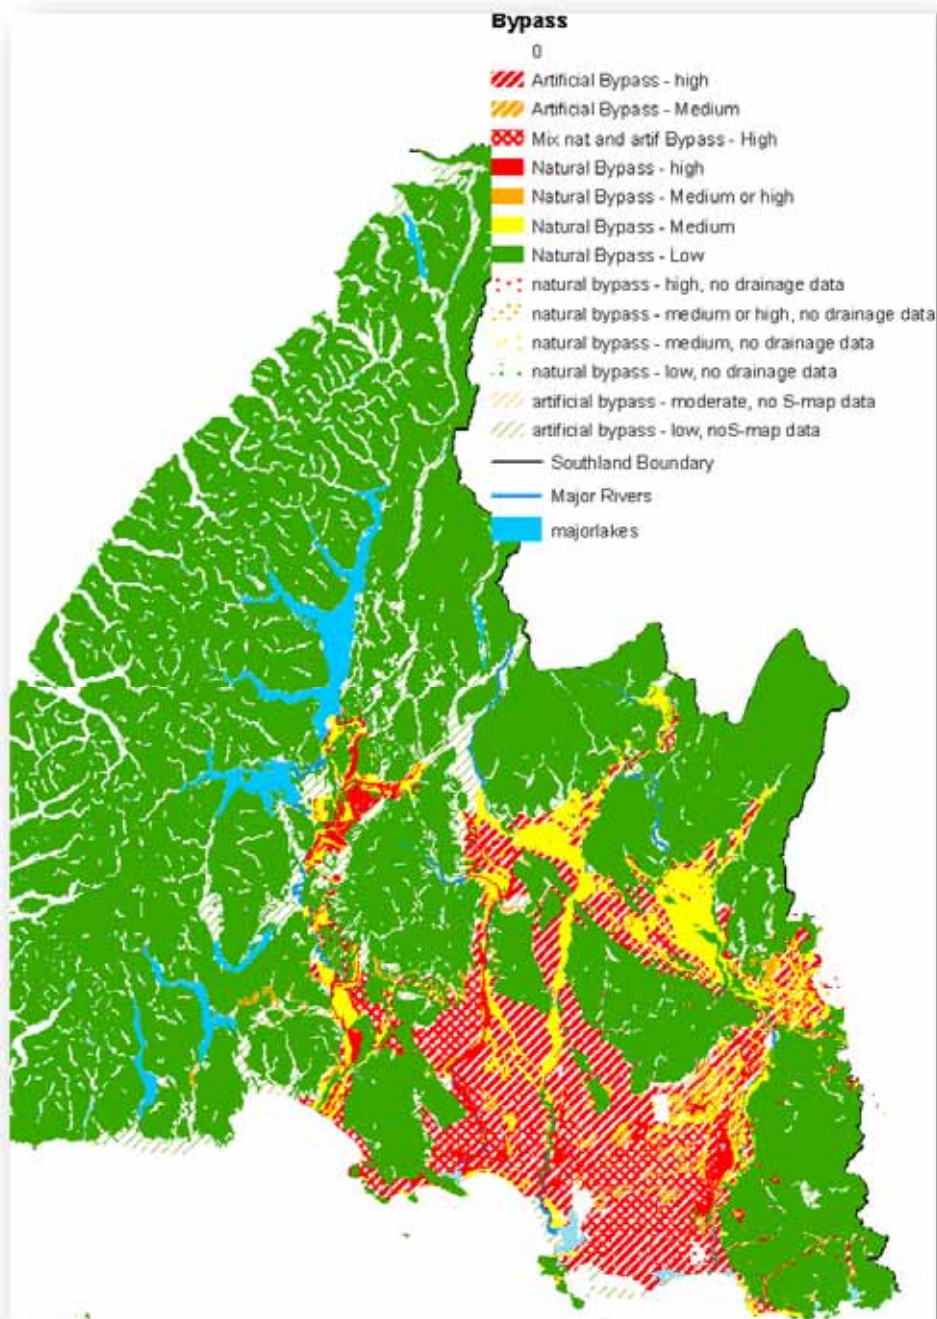 Bypass
0
Artificial Bypass - high
Artificial Bypass - Medium
Mix nat and artif Bypass - High
Natural Bypass - high
Natural Bypass - Medium or high
Natural Bypass - Medium
Natural Bypass - Low
natural bypass - high, no drainage data
natural bypass - medium or high, no drainage data
natural bypass - medium, no drainage data
natural bypass - low, no drainage data
artificial bypass - moderate, no S-map data
artificial bypass - low, noS-map data
Southland Boundary
Major Rivers
majorlakes